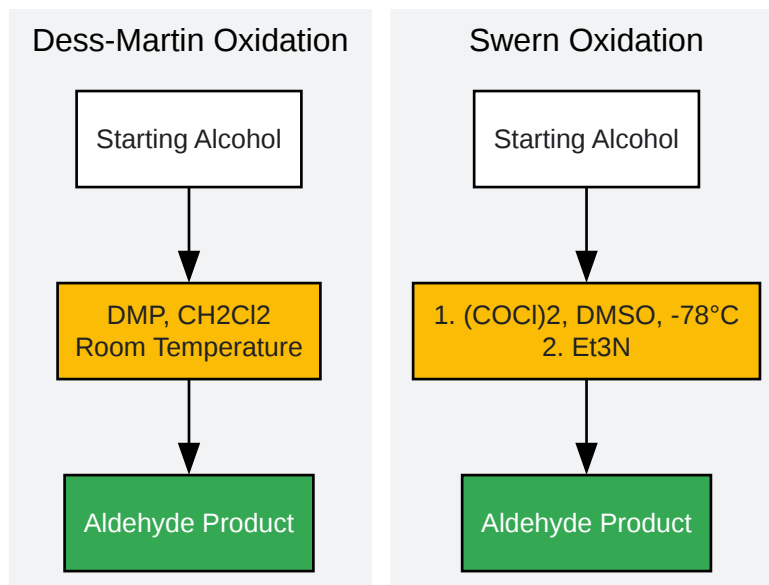 Dess-Martin Oxidation
Starting Alcohol
DMP, CH2Cl2
Room Temperature
Aldehyde Product
Swern Oxidation
Starting Alcohol
1. (COCl)2, DMSO, -78°C
2. Et3N
Aldehyde Product